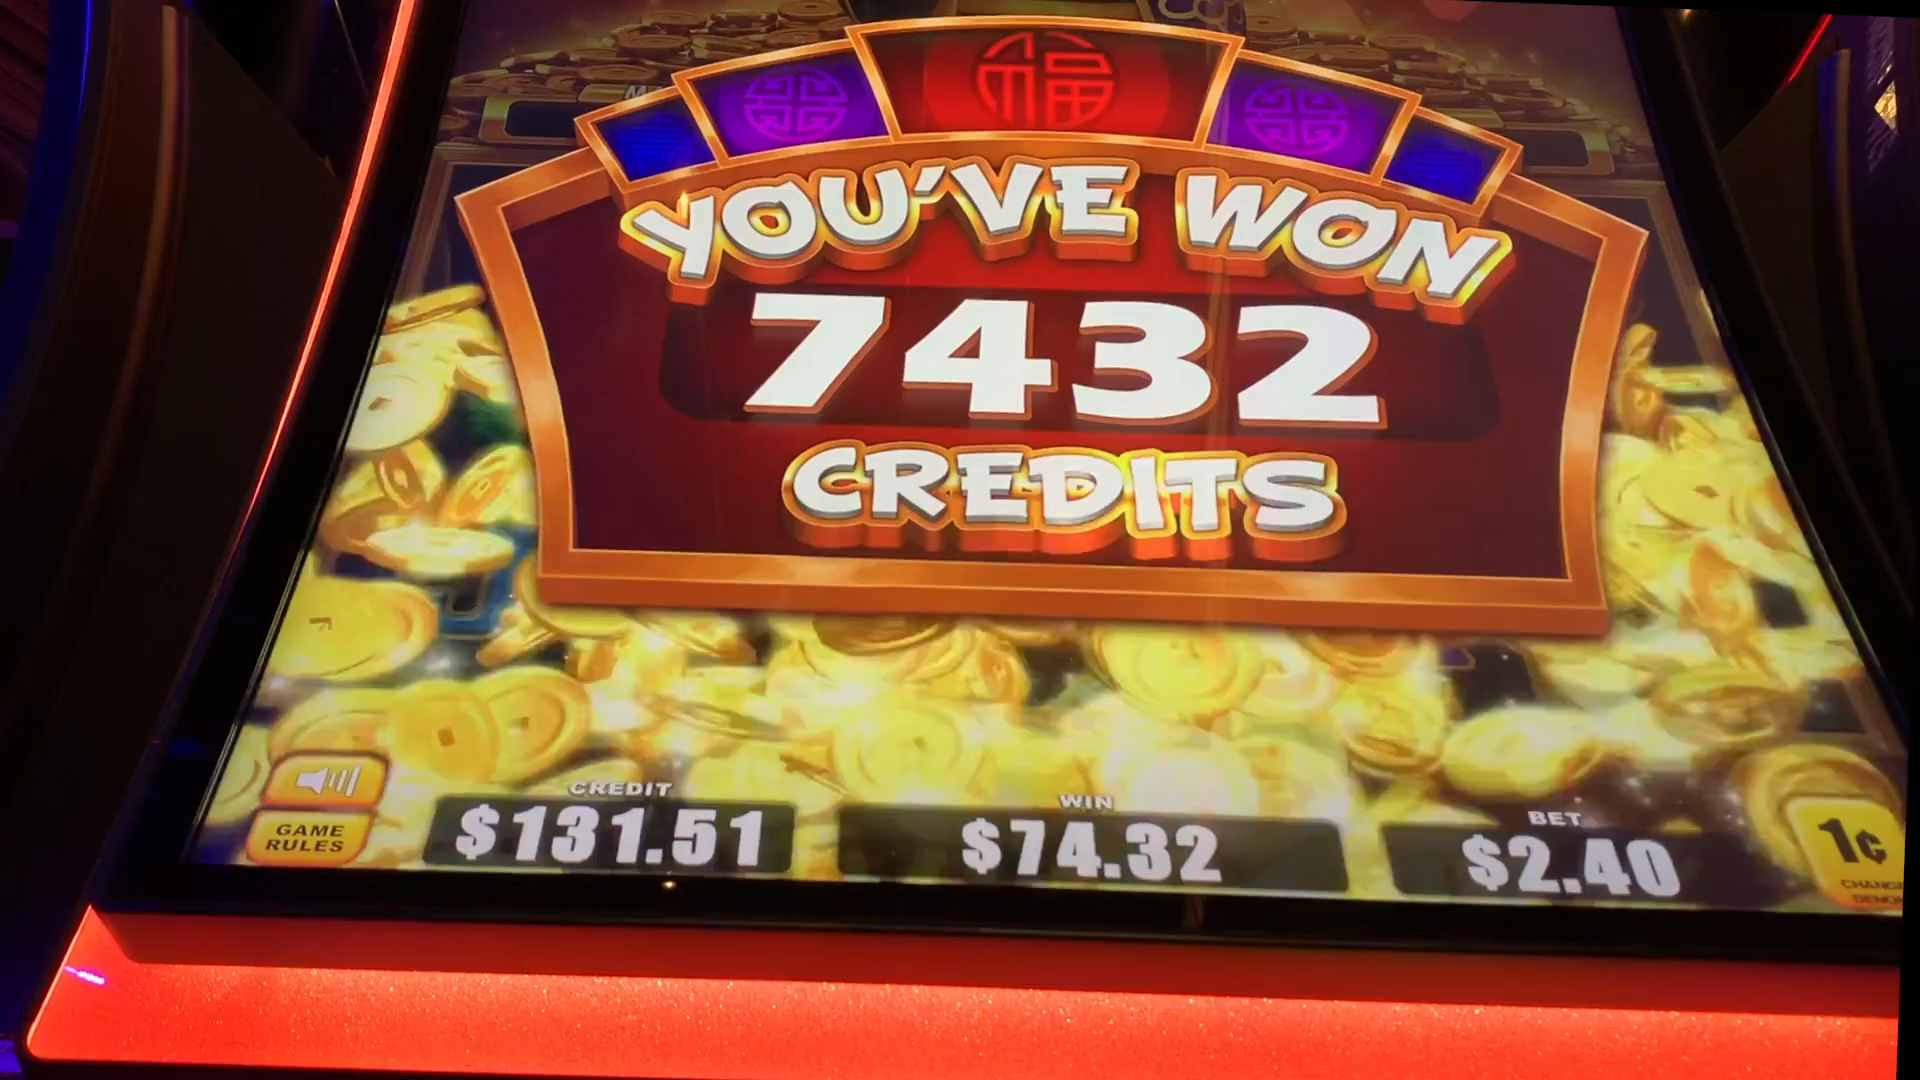 福
YOU'VE WON
7432
CREDITS
GAME
RULES
CREDIT
$131.51
WIN
$74.32
BET
$2.40
1¢